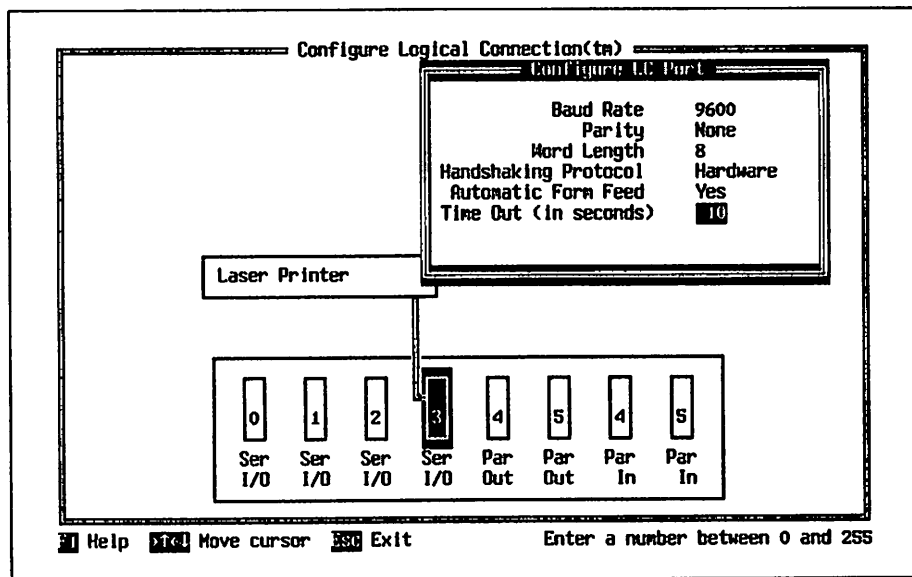 Configure Logical Connection(tm)
Configure LC Port
Baud Rate 9600
Parity None
Word Length 8
Handshaking Protocol Hardware
Automatic Form Feed Yes
Time Out (in seconds) 10
Laser Printer
0 1 2 3 4 5 4 5
Ser Ser Ser Ser Par Par Par Par
I/O I/O I/O I/O Out Out In In
F1 Help Move cursor ESC Exit Enter a number between 0 and 255